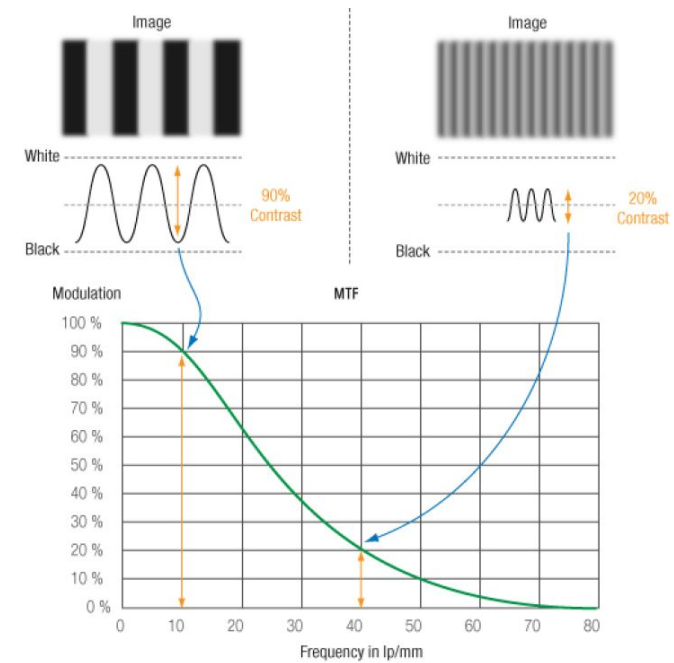 Image
Image
White
90%
Contrast
Black
White
20%
Contrast
Black
Modulation
MTF
100 %
90 %
80 %
70 %
60 %
50 %
40 %
30 %
20 %
10 %
0 %
0 10 20 30 40 50 60 70 80
Frequency in lp/mm